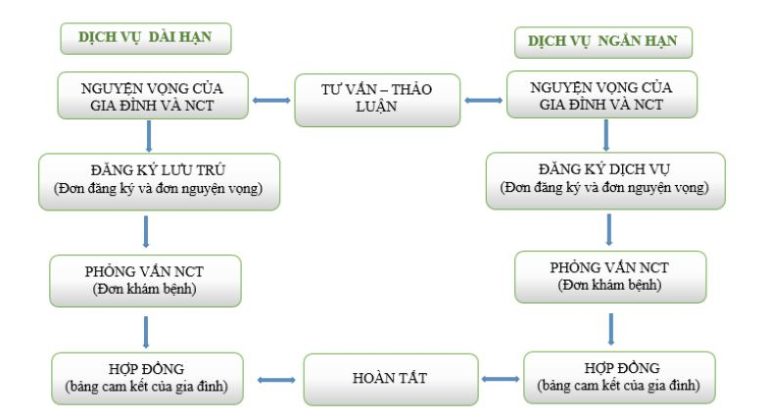 DỊCH VỤ DÀI HẠN
DỊCH VỤ NGẮN HẠN
NGUYỆN VỌNG CỦA
GIA ĐÌNH VÀ NCT
TƯ VẤN – THẢO
LUẬN
NGUYỆN VỌNG CỦA
GIA ĐÌNH VÀ NCT
ĐĂNG KÝ LƯU TRÚ
(Đơn đăng ký và đơn nguyện vọng)
ĐĂNG KÝ DỊCH VỤ
(Đơn đăng ký và đơn nguyện vọng)
PHỎNG VẤN NCT
(Đơn khám bệnh)
PHỎNG VẤN NCT
(Đơn khám bệnh)
HỢP ĐỒNG
(bảng cam kết của gia đình)
HOÀN TẤT
HỢP ĐỒNG
(bảng cam kết của gia đình)